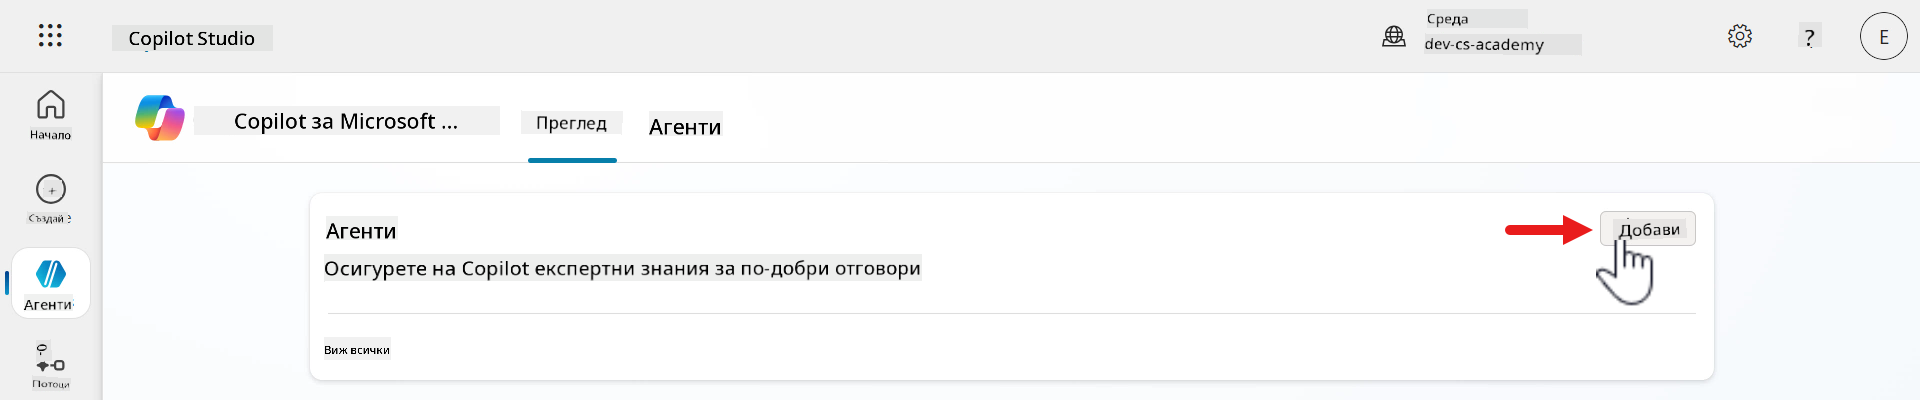 Copilot Studio
Среда
dev-cs-academy
?
E
Начало
Създай
Агенти
Потоци
Copilot за Microsoft ...
Преглед
Агенти
Агенти
Добави
Осигурете на Copilot експертни знания за по-добри отговори
Виж всички